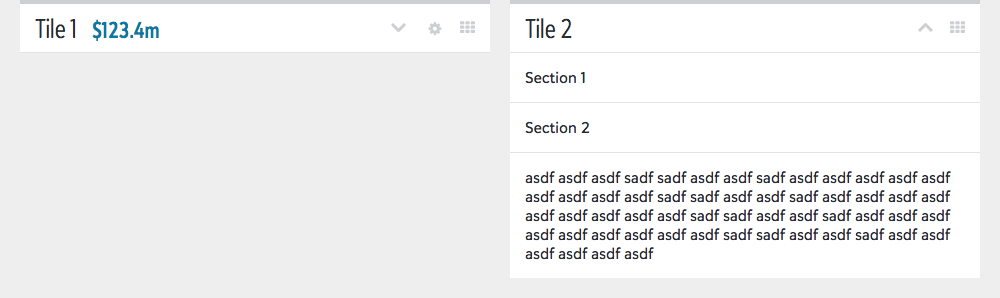 Tile 1 $123.4m
Tile 2
Section 1
Section 2
asdf asdf asdf sadf sadf asdf asdf sadf asdf asdf asdf asdf asdf
asdf asdf asdf asdf sadf sadf asdf asdf sadf asdf asdf asdf asdf
asdf asdf asdf asdf asdf sadf sadf asdf asdf sadf asdf asdf asdf
asdf asdf asdf asdf asdf asdf sadf sadf asdf asdf sadf asdf asdf
asdf asdf asdf asdf